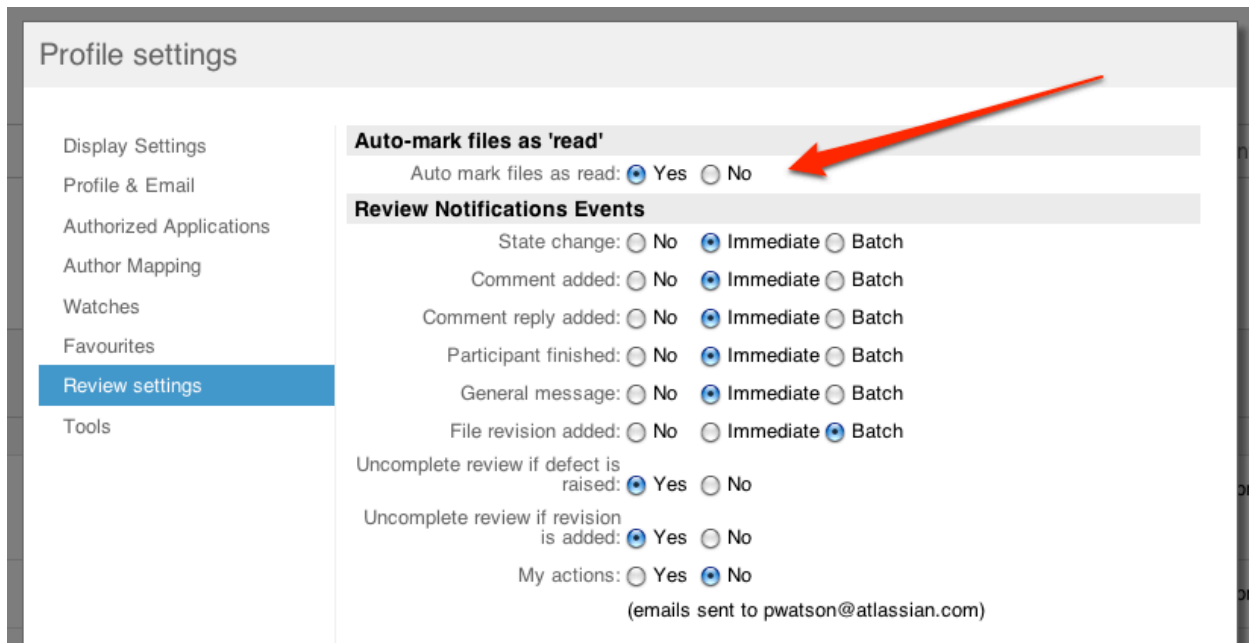 Profile settings
Display Settings
Profile & Email
Authorized Applications
Author Mapping
Watches
Favourites
Review settings
Tools
Auto-mark files as 'read'
Auto mark files as read: Yes No
Review Notifications Events
State change: No Immediate Batch
Comment added: No Immediate Batch
Comment reply added: No Immediate Batch
Participant finished: No Immediate Batch
General message: No Immediate Batch
File revision added: No Immediate Batch
Uncomplete review if defect is
raised: Yes No
Uncomplete review if revision
is added: Yes No
My actions: Yes No
(emails sent to pwatson@atlassian.com)